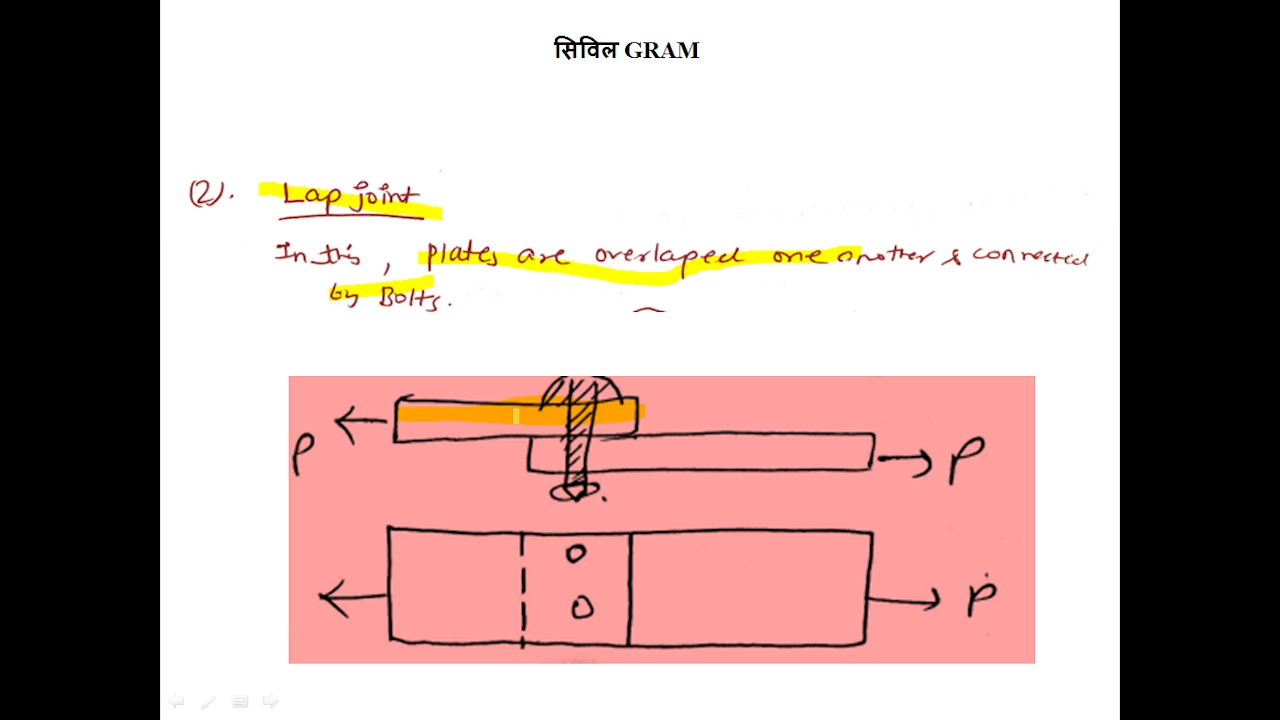 सिविल GRAM
(2). Lap joint
In this, plates are overlaped one another & connected
by Bolts.
P
P
P